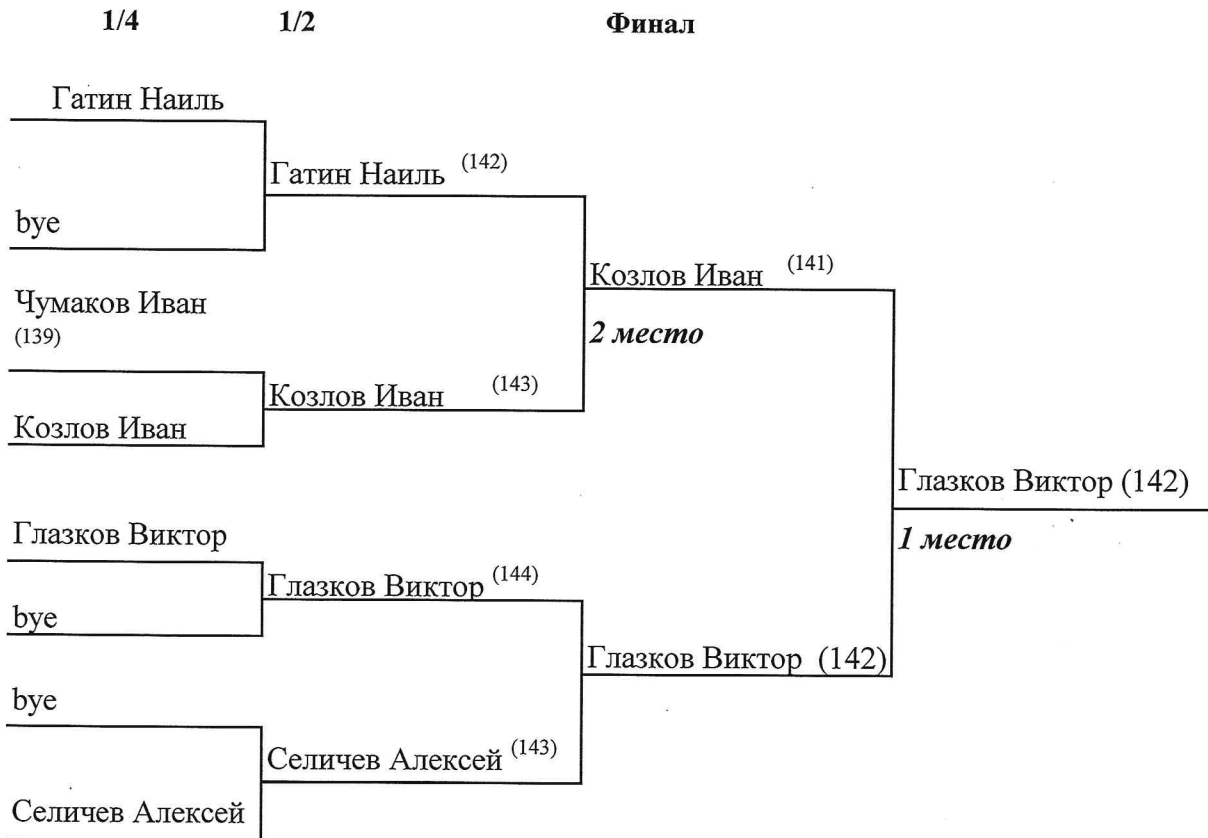 1/4 1/2 Финал
Гатин Наиль
Гатин Наиль (142)
bye
Козлов Иван (141)
Чумаков Иван
(139)
2 место
Козлов Иван (143)
Козлов Иван
Глазков Виктор (142)
Глазков Виктор
1 место
Глазков Виктор (144)
bye
Глазков Виктор (142)
bye
Селичев Алексей (143)
Селичев Алексей